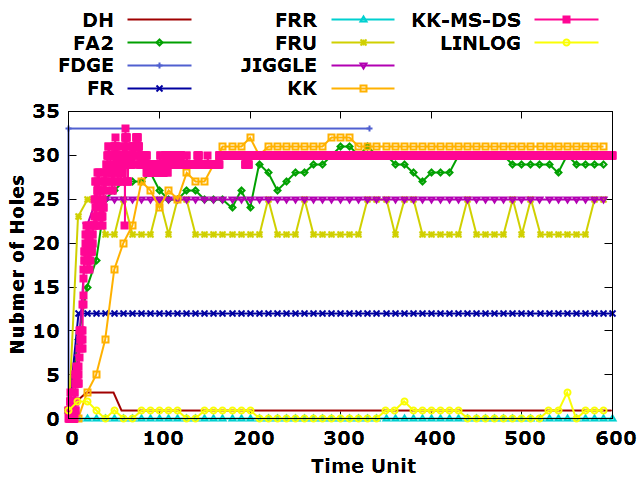 DH FRR KK-MS-DS
FA2 FRU LINLOG
FDGE JIGGLE
FR KK
35
30
25
20
15
10
5
0
Nubmer of Holes
0 100 200 300 400 500 600
Time Unit